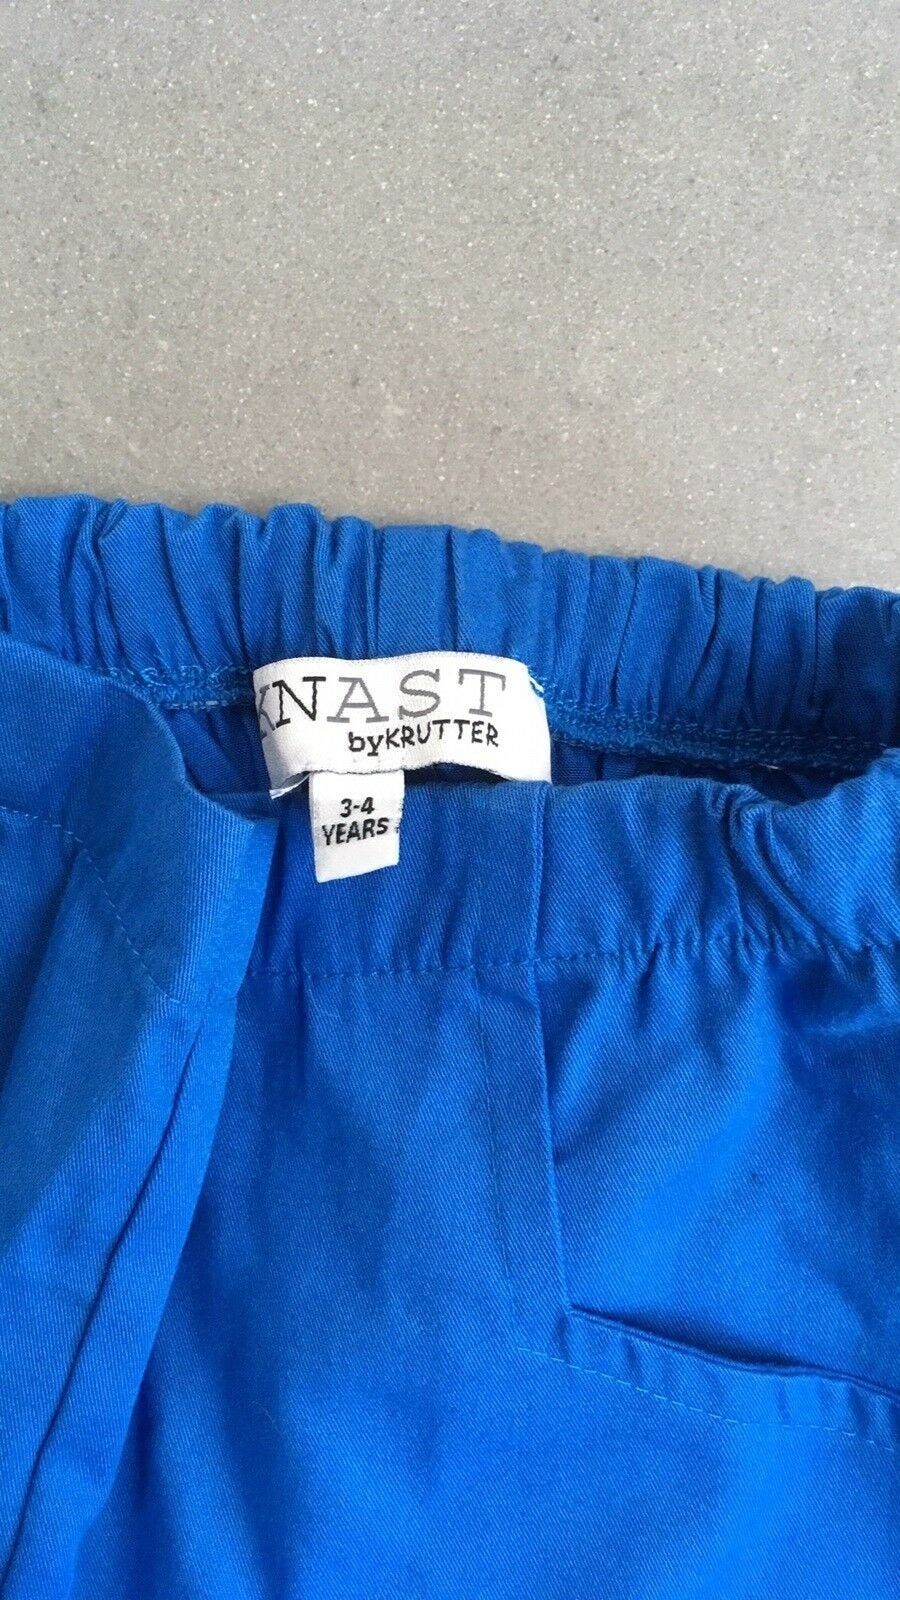 KNAST
byKRUTTER
3-4
YEARS